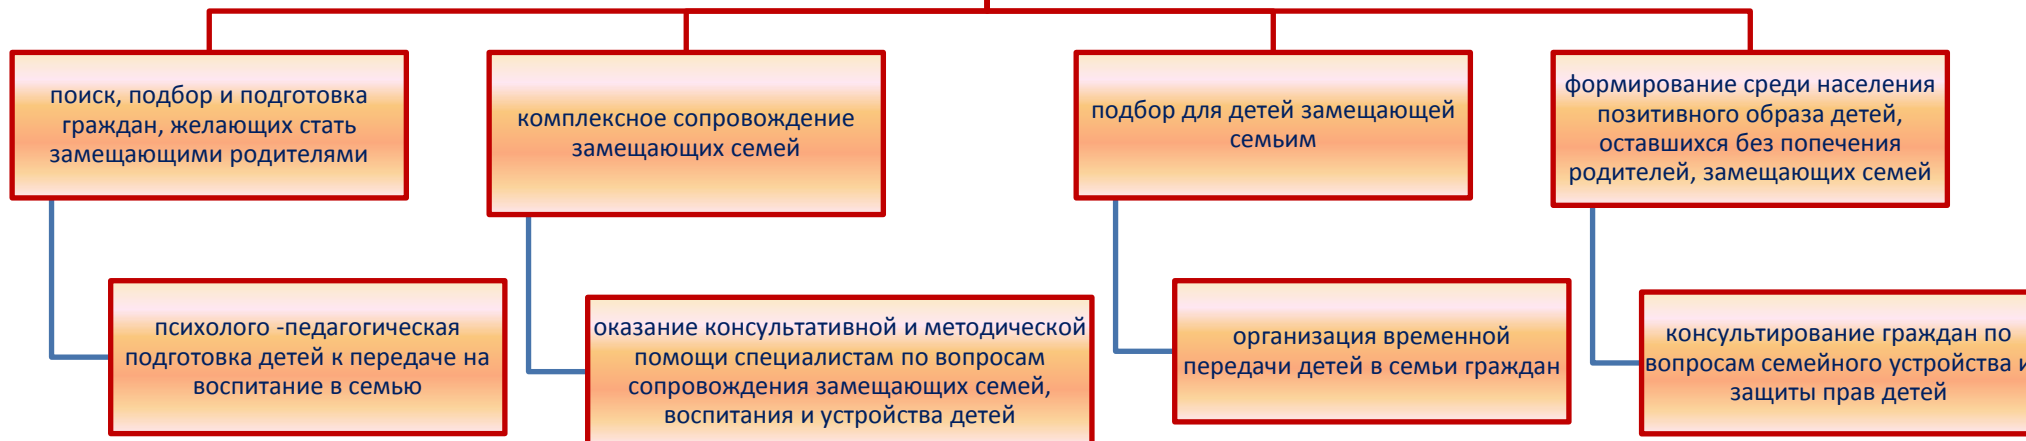 поиск, подбор и подготовка
граждан, желающих стать
замещающими родителями
комплексное сопровождение
замещающих семей
подбор для детей замещающей
семьим
формирование среди населения
позитивного образа детей,
оставшихся без попечения
родителей, замещающих семей
психолого -педагогическая
подготовка детей к передаче на
воспитание в семью
оказание консультативной и методической
помощи специалистам по вопросам
сопровождения замещающих семей,
воспитания и устройства детей
организация временной
передачи детей в семьи граждан
консультирование граждан по
вопросам семейного устройства и
защиты прав детей